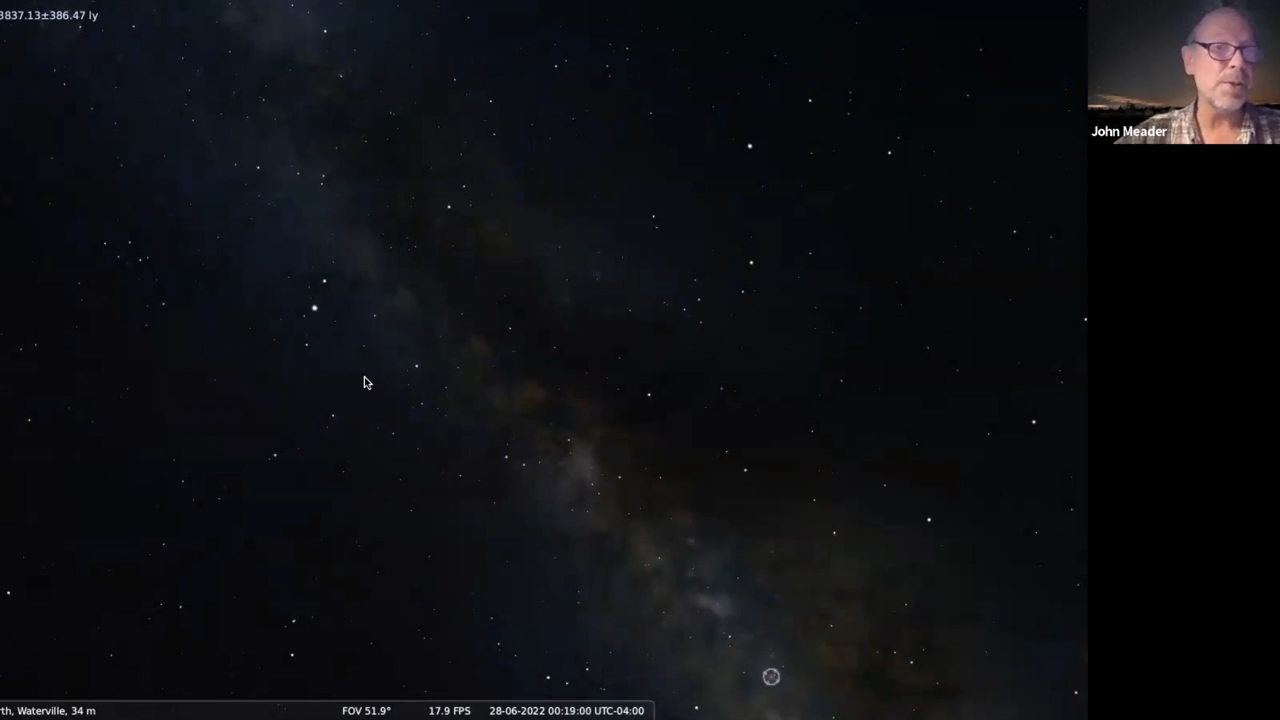 3837.13±386.47 ly
John Meader
rth, Waterville, 34 m FOV 51.9° 17.9 FPS 28-06-2022 00:19:00 UTC-04:00